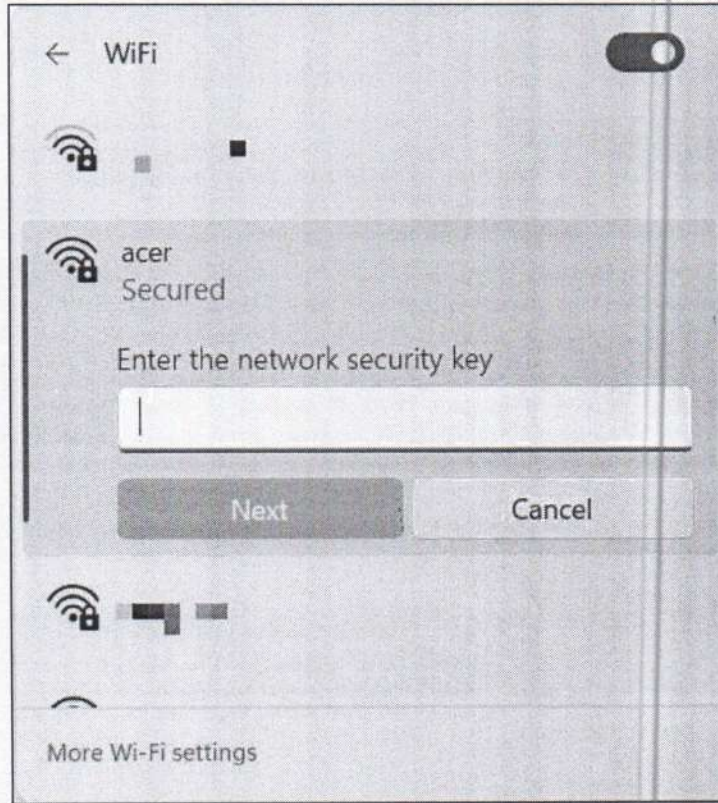 WiFi
acer
Secured
Enter the network security key
Next
Cancel
More Wi-Fi settings